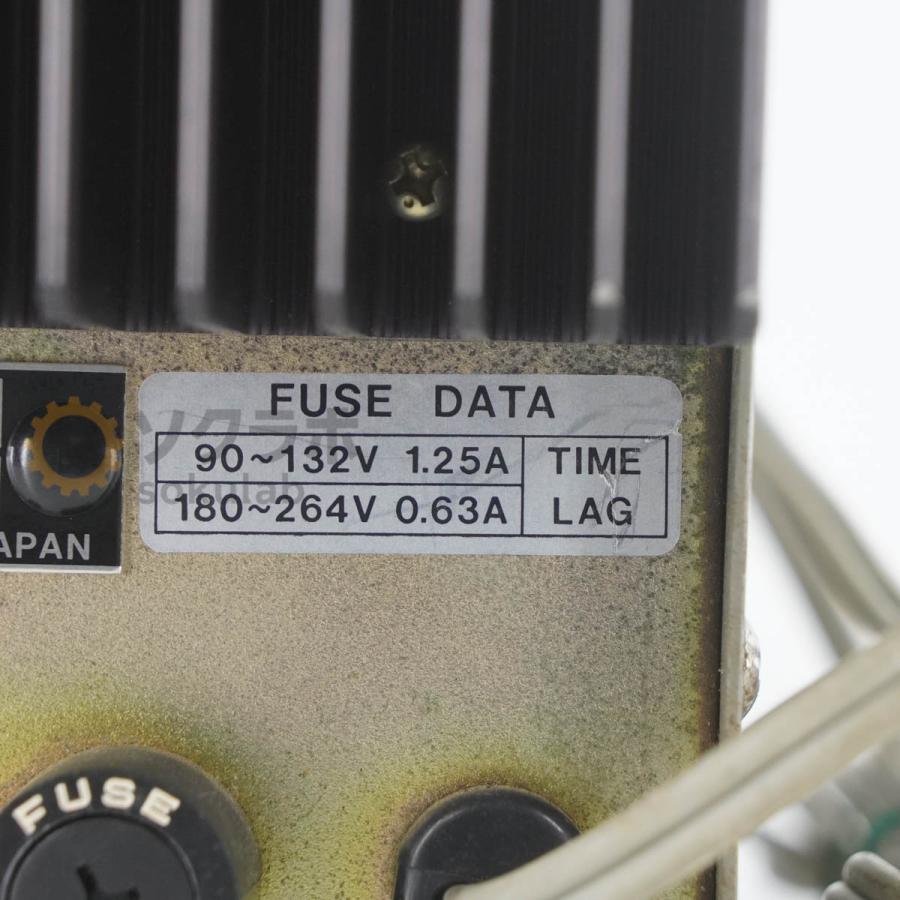 FUSE DATA
90~132V 1.25A
180~264V 0.63A
TIME
LAG
ソクラボ
sokulab
APAN
FUSE